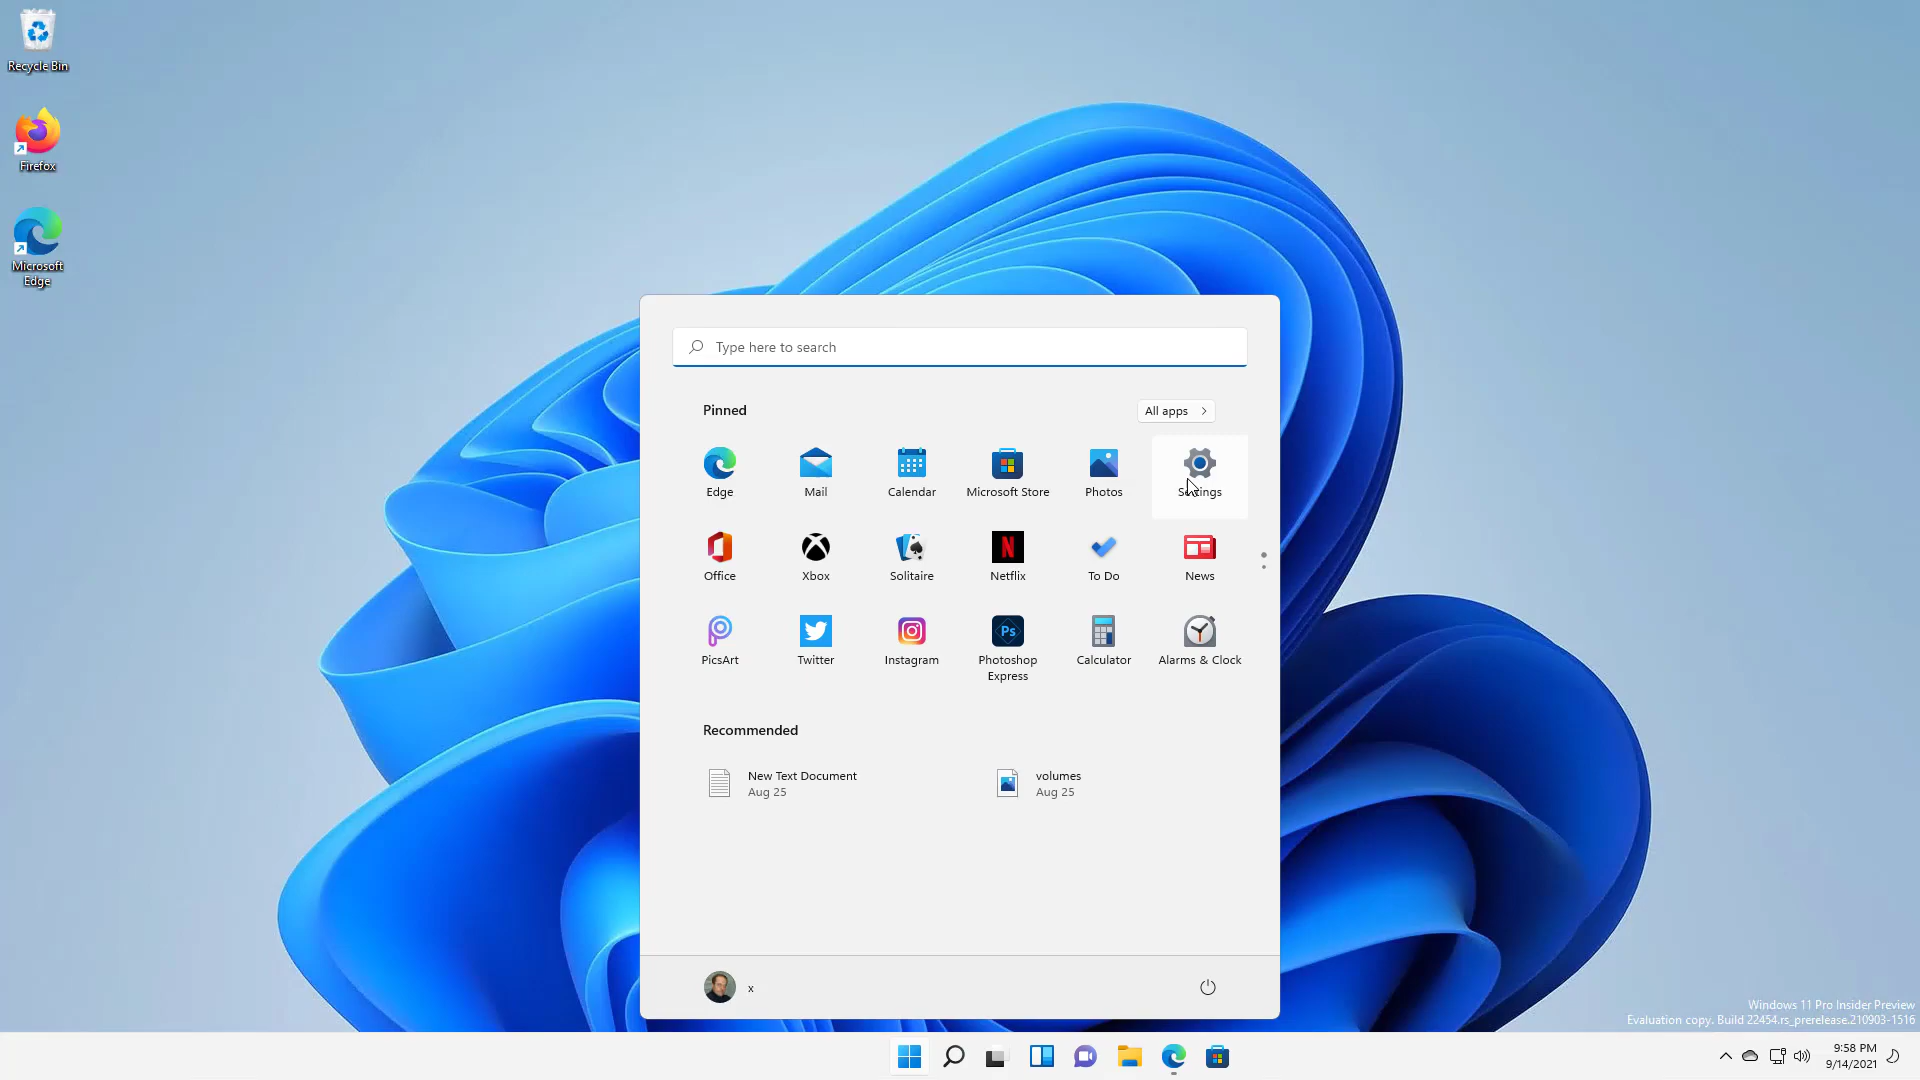 Recycle Bin
Firefox
Microsoft
Edge
Type here to search
Pinned
All apps
Edge
Mail
Calendar
Microsoft Store
Photos
Settings
Office
Xbox
Solitaire
Netflix
To Do
News
PicsArt
Twitter
Instagram
Ps
Photoshop
Express
Calculator
Alarms & Clock
Recommended
New Text Document
Aug 25
volumes
Aug 25
x
Windows 11 Pro Insider Preview
Evaluation copy. Build 22454.rs_prerelease.210903-1516
9:58 PM
9/14/2021